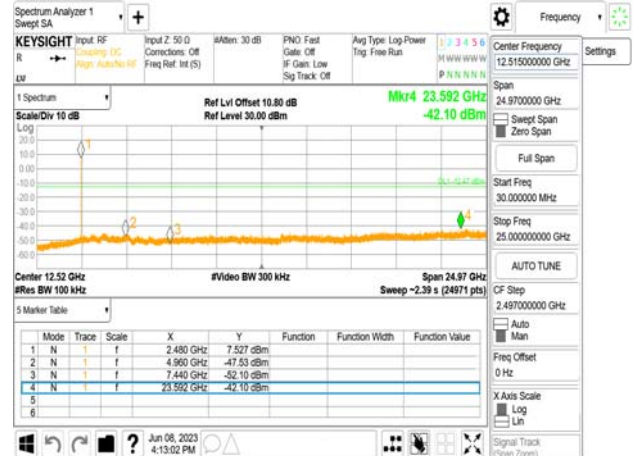 Spectrum Analyzer 1
Swept SA
+
Frequency
KEYSIGHT
R
LXI
Input: RF
Coupling: DC
Align: Auto/No RF
Input Z: 50 Ω
Corrections: Off
Freq Ref: Int (S)
#Atten: 30 dB
PNO: Fast
Gate: Off
IF Gain: Low
Sig Track: Off
Avg Type: Log-Power
Trig: Free Run
1 2 3 4 5 6
M W W W W W
P N N N N N
Center Frequency
12.515000000 GHz
Settings
Span
24.9700000 GHz
Swept Span
Zero Span
Full Span
Start Freq
30.000000 MHz
Stop Freq
25.000000000 GHz
AUTO TUNE
CF Step
2.497000000 GHz
Auto
Man
Freq Offset
0 Hz
X Axis Scale
Log
Lin
Signal Track
(Span Zoom)
1 Spectrum
Scale/Div 10 dB
Ref Lvl Offset 10.80 dB
Ref Level 30.00 dBm
Mkr4 23.592 GHz
-42.10 dBm
Log
20.0
10.0
0.00
-10.0
-20.0
-30.0
-40.0
-50.0
-60.0
1
2
3
4
Center 12.52 GHz
#Res BW 100 kHz
#Video BW 300 kHz
Span 24.97 GHz
Sweep ~2.39 s (24971 pts)
5 Marker Table
Mode Trace Scale X Y Function Function Width Function Value
1 N 1 f 2.480 GHz 7.527 dBm
2 N 1 f 4.960 GHz -47.53 dBm
3 N 1 f 7.440 GHz -52.10 dBm
4 N 1 f 23.592 GHz -42.10 dBm
5
6
?
Jun 08, 2023
4:13:02 PM